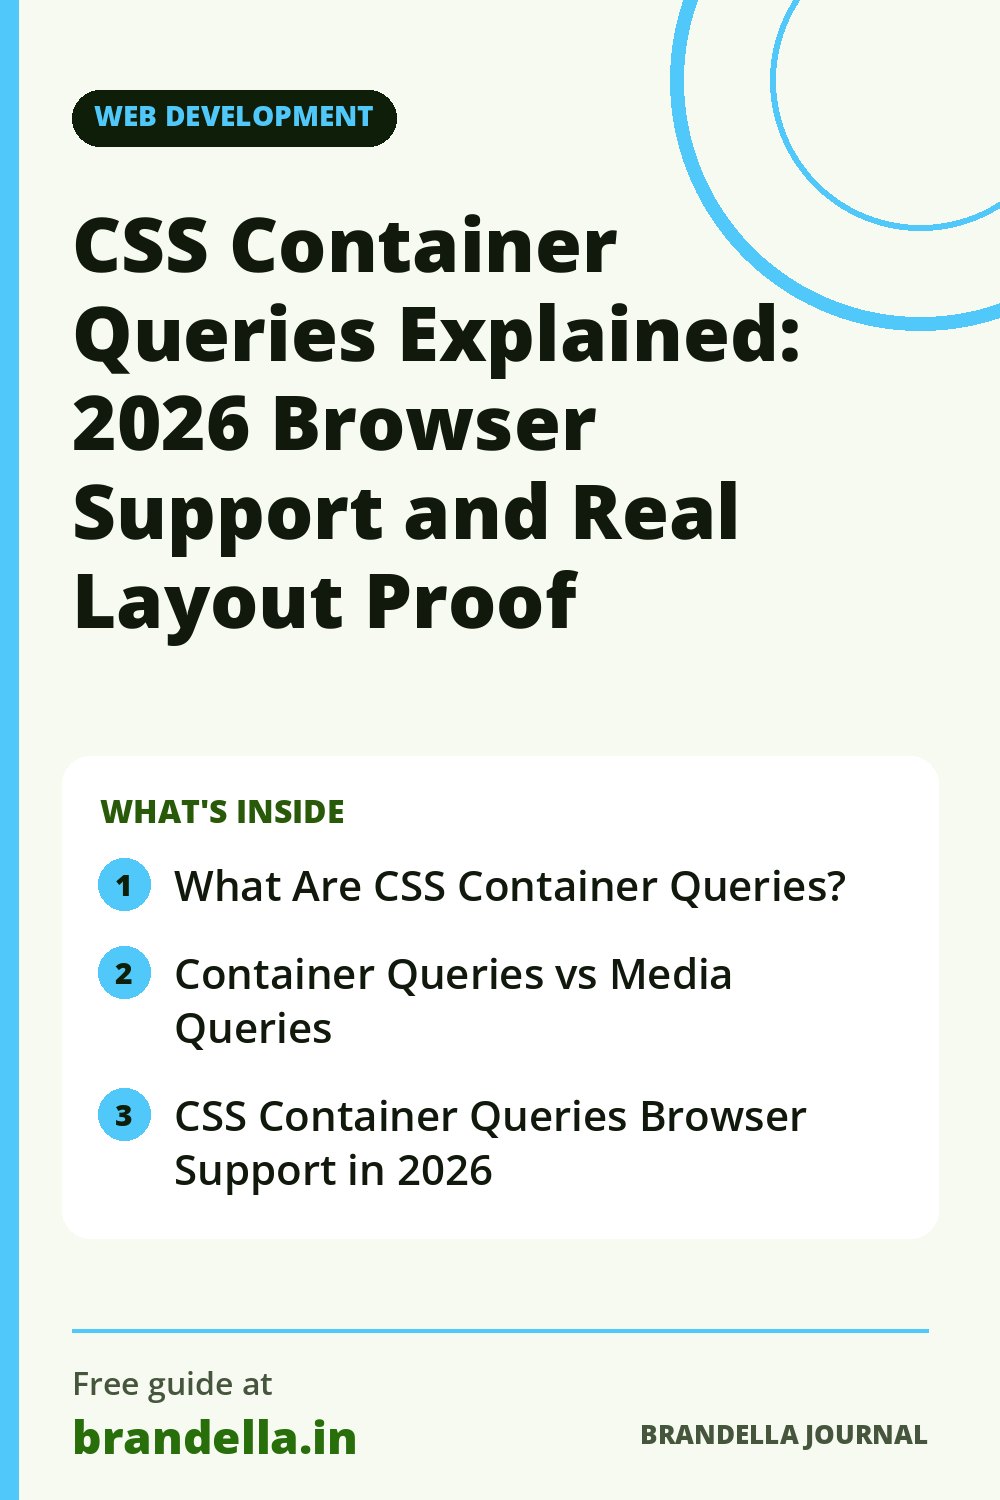 WEB DEVELOPMENT
CSS Container
Queries Explained:
2026 Browser
Support and Real
Layout Proof
WHAT'S INSIDE
1 What Are CSS Container Queries?
2 Container Queries vs Media
Queries
3 CSS Container Queries Browser
Support in 2026
Free guide at
brandella.in
BRANDELLA JOURNAL